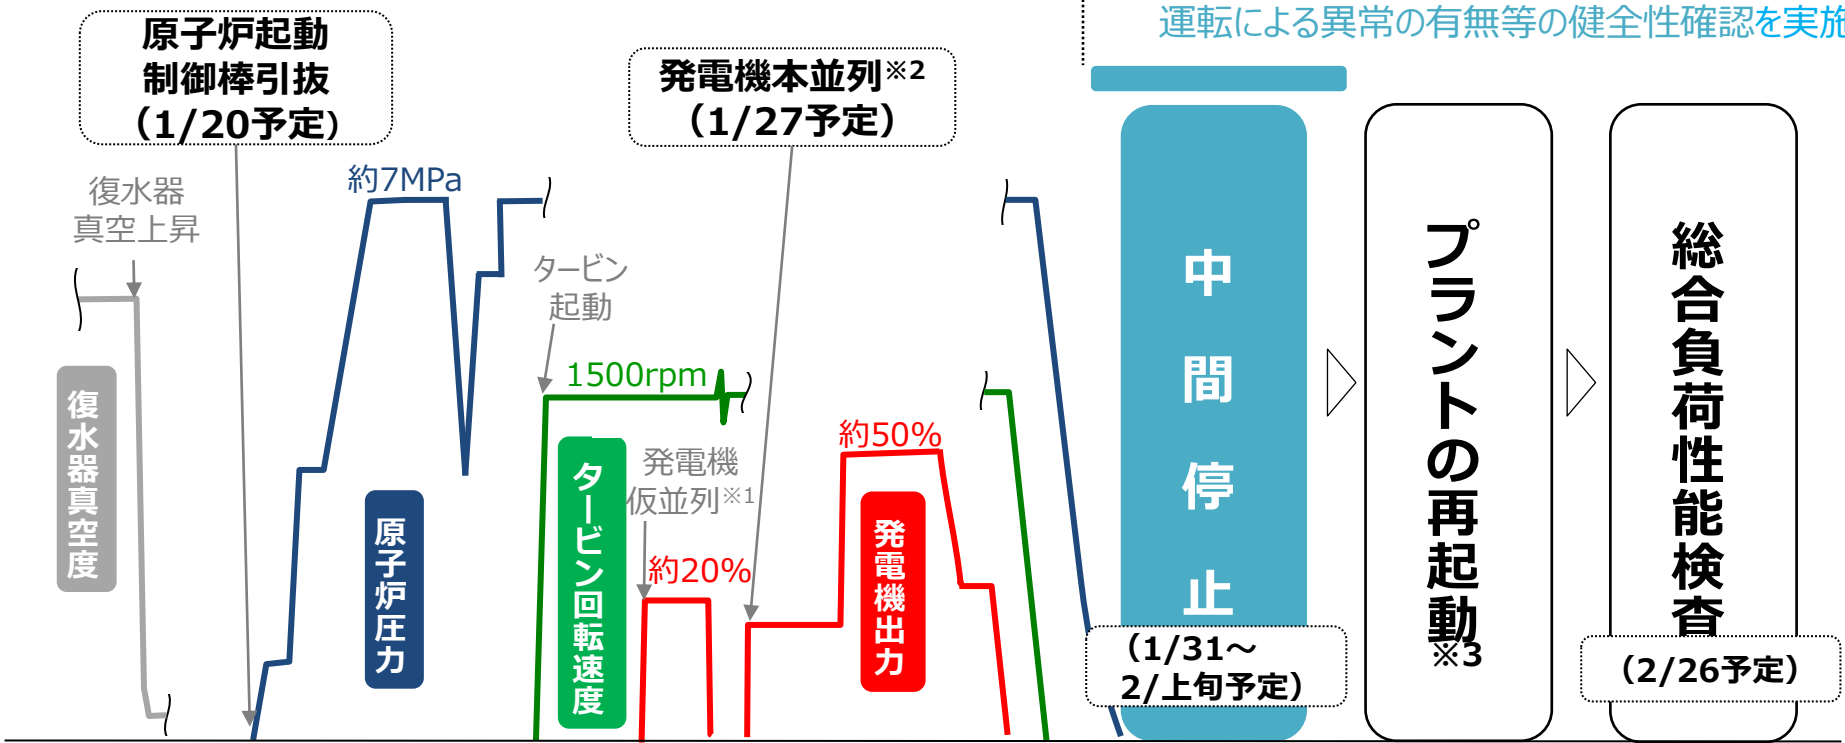 運転による異常の有無等の健全性確認を実施
原子炉起動
制御棒引抜
（1/20予定）
発電機本並列※2
（1/27予定）
復水器
真空上昇
約7MPa
タービン
起動
1500rpm
発電機
仮並列※1
約20%
約50%
復水器真空度
原子炉圧力
タービン回転速度
発電機出力
中間停止
（1/31～
2/上旬予定）
プラントの再起動
※3
総合負荷性能検査
（2/26予定）